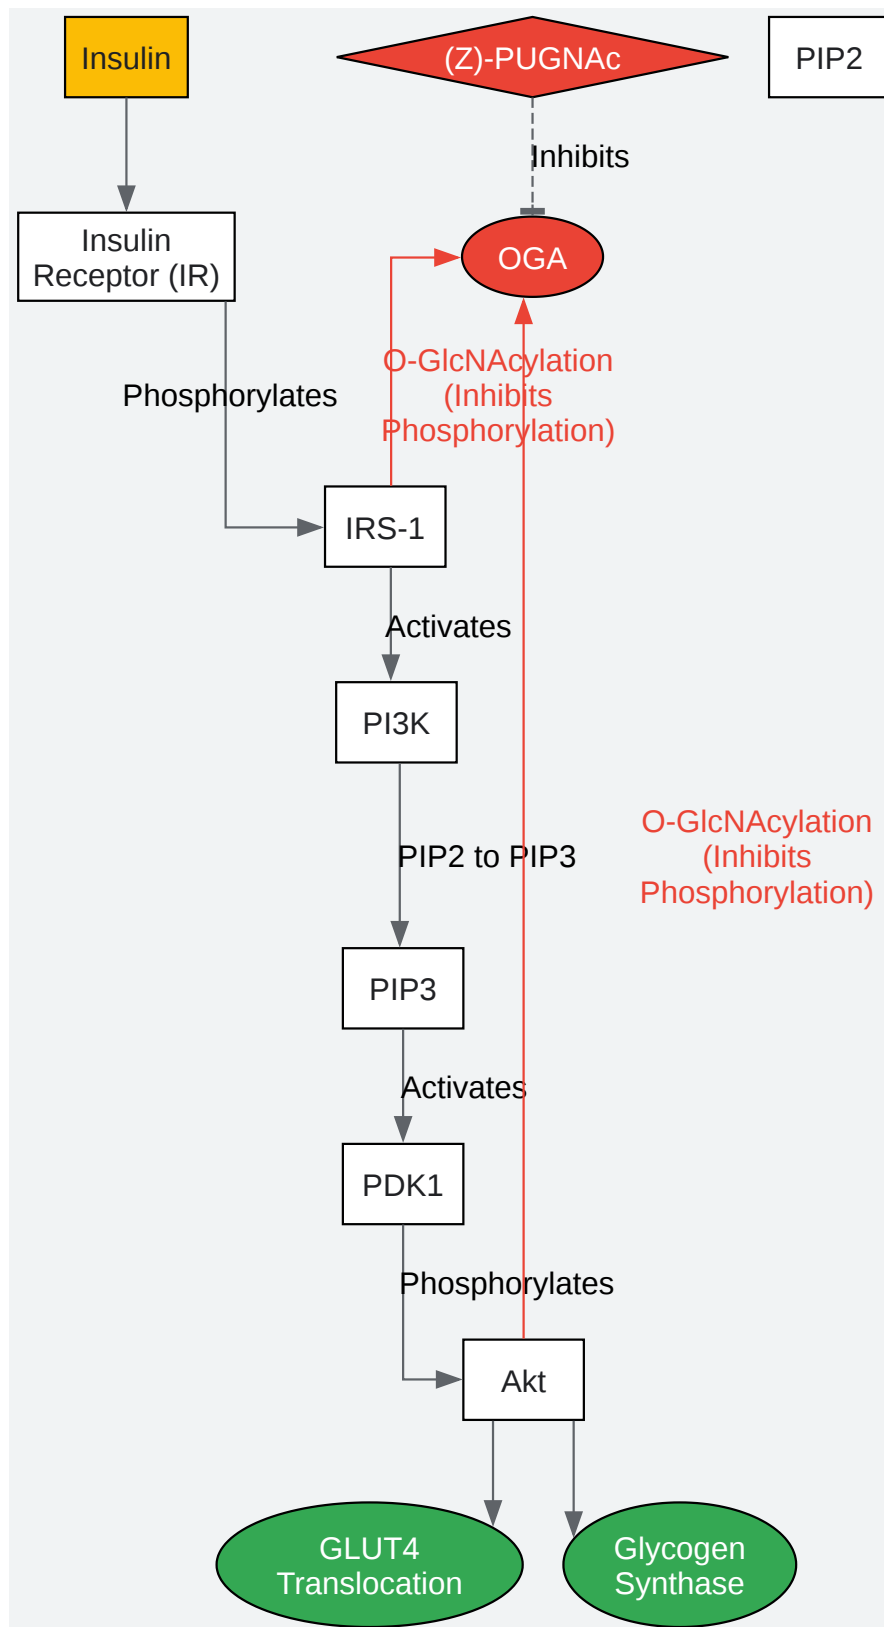 Insulin
(Z)-PUGNAc
PIP2
Inhibits
Insulin
Receptor (IR)
OGA
Phosphorylates
O-GlcNAcylation
(Inhibits
Phosphorylation)
IRS-1
Activates
PI3K
PIP2 to PIP3
O-GlcNAcylation
(Inhibits
Phosphorylation)
PIP3
Activates
PDK1
Phosphorylates
Akt
GLUT4
Translocation
Glycogen
Synthase